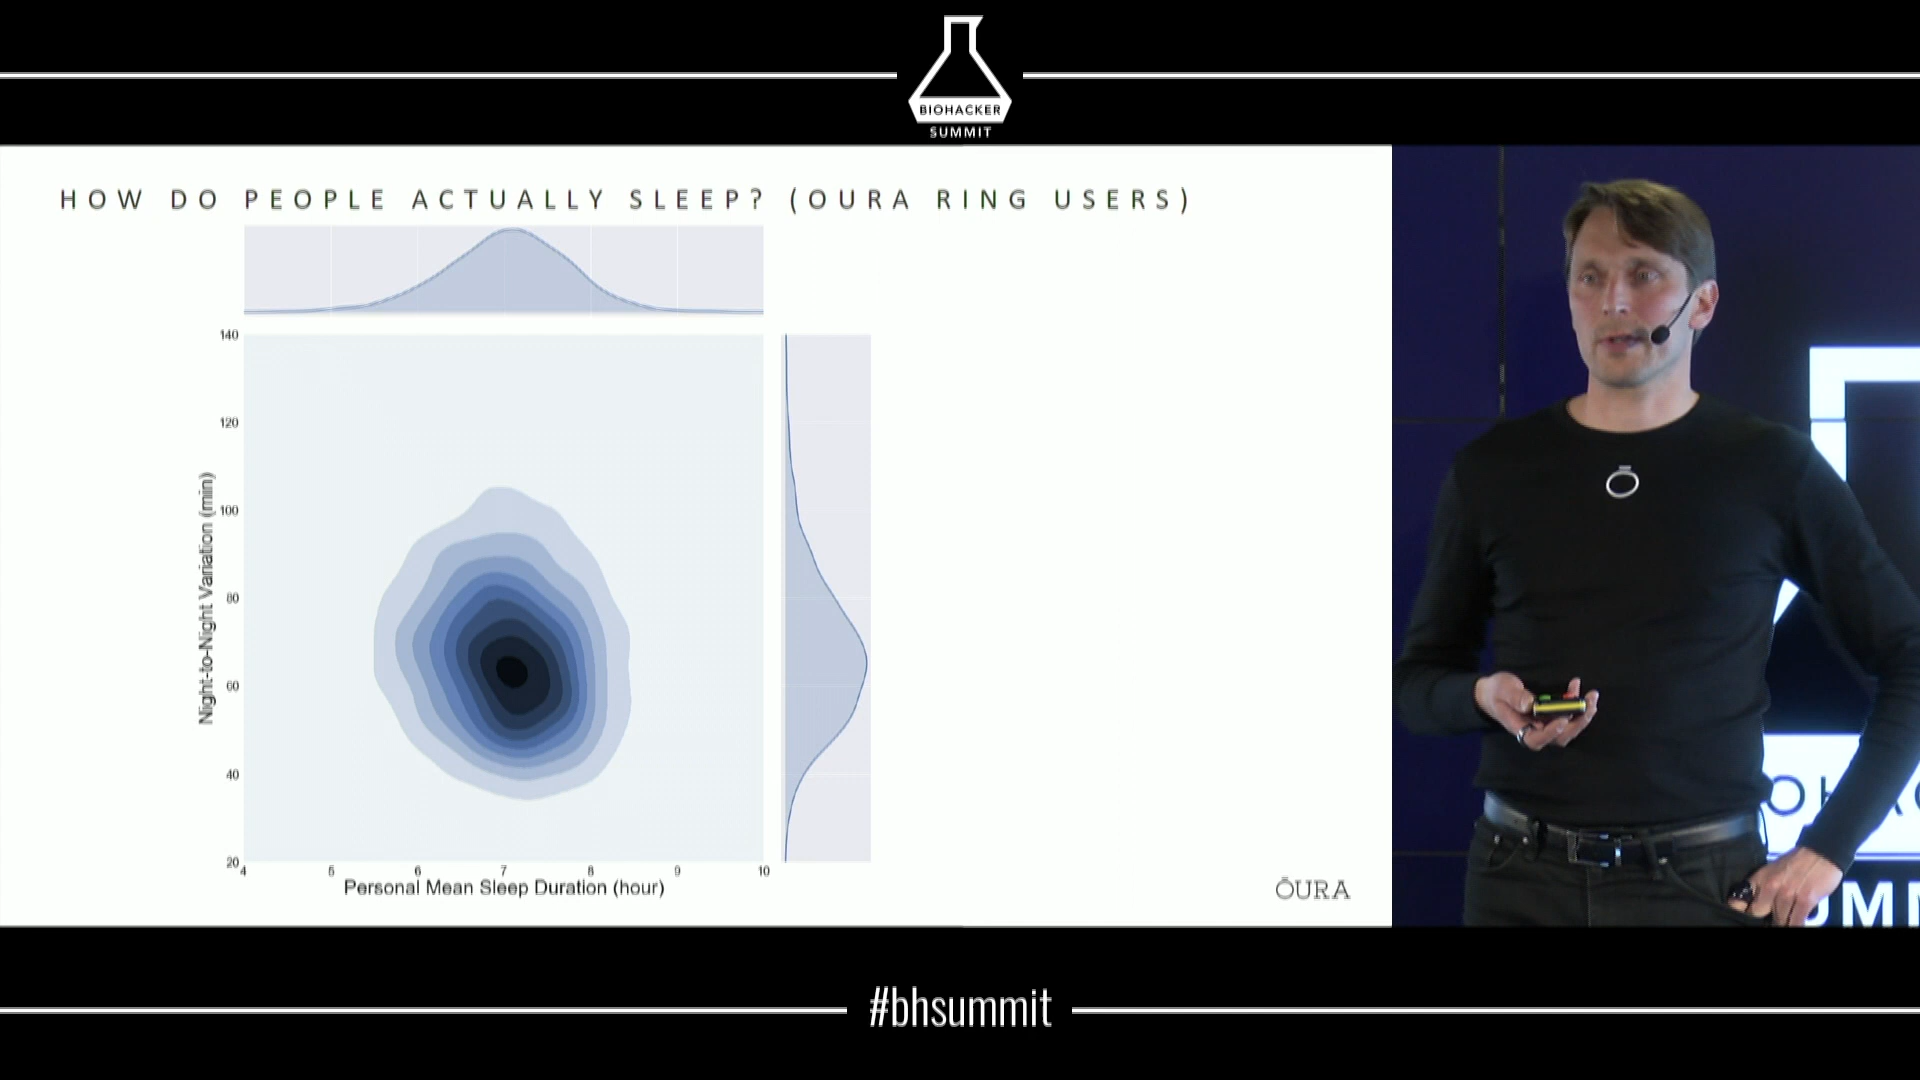 BIOHACKER
SUMMIT
HOW DO PEOPLE ACTUALLY SLEEP? (OURA RING USERS)
140
120
100
80
60
40
20
Night-to-Night Variation (min)
4 5 6 7 8 9 10
Personal Mean Sleep Duration (hour)
ŌURA
#bhsummit